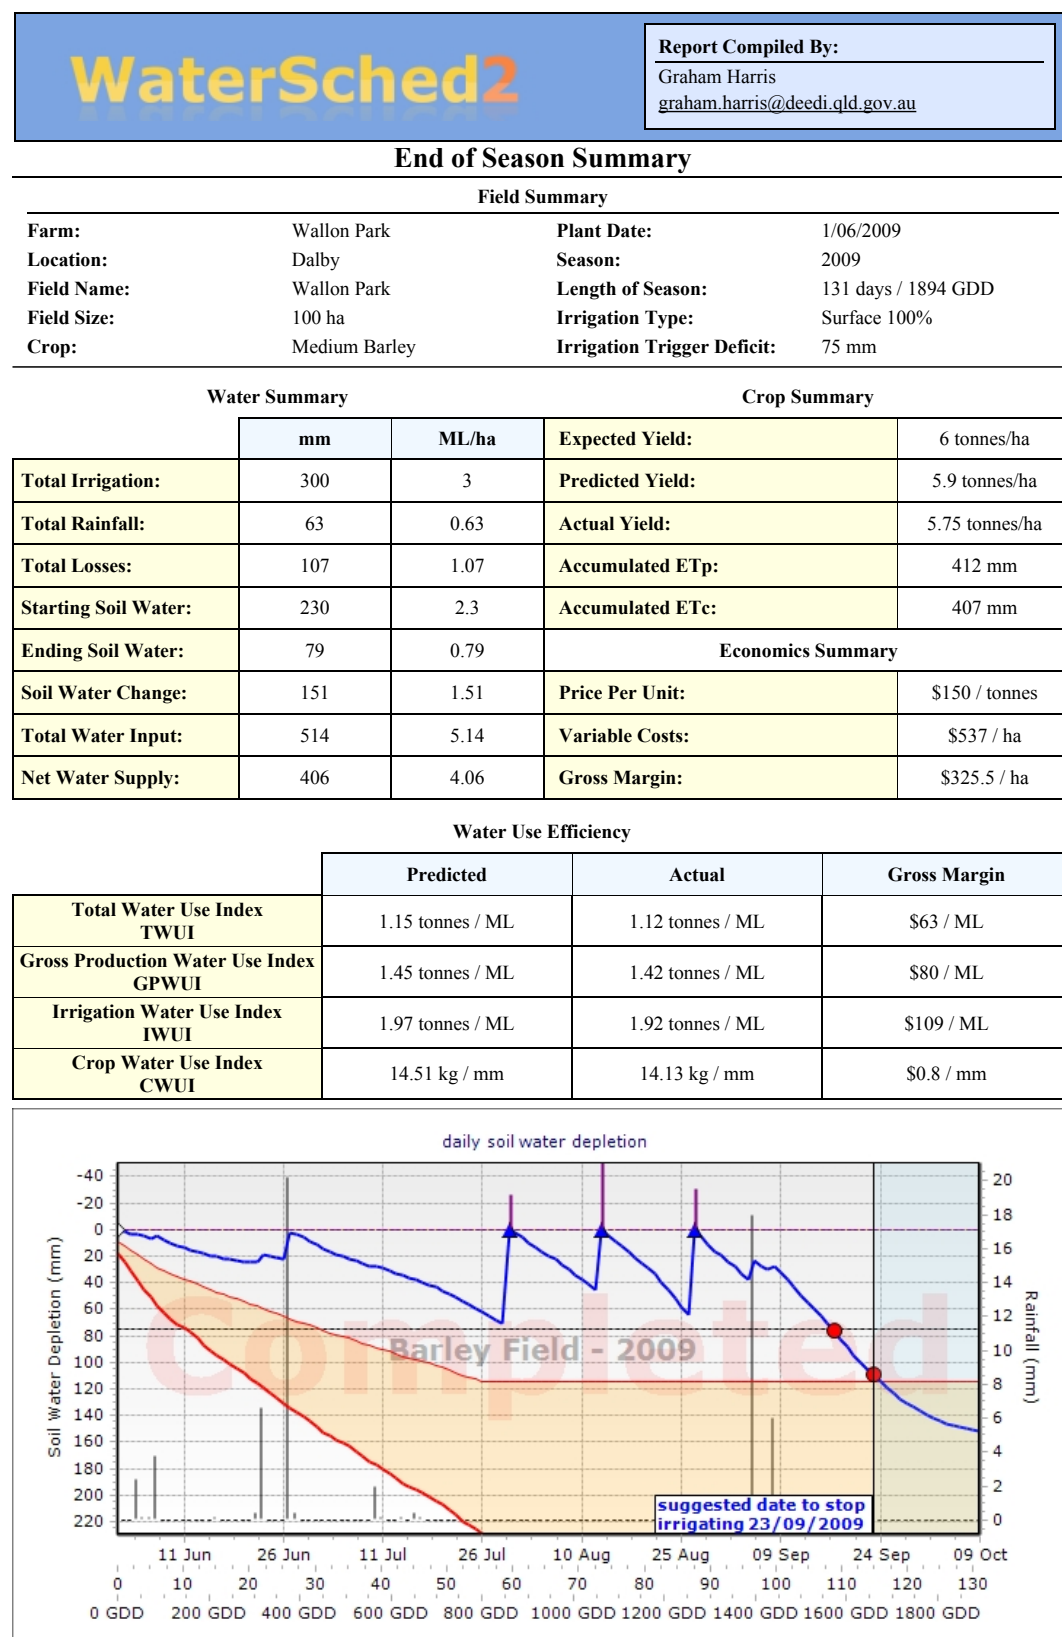 WaterSched2
Report Compiled By:
Graham Harris
graham.harris@deedi.qld.gov.au
End of Season Summary
Field Summary
Farm: Wallon Park Plant Date: 1/06/2009
Location: Dalby Season: 2009
Field Name: Wallon Park Length of Season: 131 days / 1894 GDD
Field Size: 100 ha Irrigation Type: Surface 100%
Crop: Medium Barley Irrigation Trigger Deficit: 75 mm
Water Summary Crop Summary
mm ML/ha Expected Yield: 6 tonnes/ha
Total Irrigation: 300 3 Predicted Yield: 5.9 tonnes/ha
Total Rainfall: 63 0.63 Actual Yield: 5.75 tonnes/ha
Total Losses: 107 1.07 Accumulated ETp: 412 mm
Starting Soil Water: 230 2.3 Accumulated ETc: 407 mm
Ending Soil Water: 79 0.79 Economics Summary
Soil Water Change: 151 1.51 Price Per Unit: $150 / tonnes
Total Water Input: 514 5.14 Variable Costs: $537 / ha
Net Water Supply: 406 4.06 Gross Margin: $325.5 / ha
Water Use Efficiency
Predicted Actual Gross Margin
Total Water Use Index
TWUI 1.15 tonnes / ML 1.12 tonnes / ML $63 / ML
Gross Production Water Use Index
GPWUI 1.45 tonnes / ML 1.42 tonnes / ML $80 / ML
Irrigation Water Use Index
IWUI 1.97 tonnes / ML 1.92 tonnes / ML $109 / ML
Crop Water Use Index
CWUI 14.51 kg / mm 14.13 kg / mm $0.8 / mm
daily soil water depletion
Soil Water Depletion (mm)
-40
-20
0
20
40
60
80
100
120
140
160
180
200
220
Completed
Barley Field - 2009
suggested date to stop
irrigating 23/09/2009
20
18
16
14
12
10
8
6
4
2
0
Rainfall (mm)
11 Jun 26 Jun 11 Jul 26 Jul 10 Aug 25 Aug 09 Sep 24 Sep 09 Oct
0 10 20 30 40 50 60 70 80 90 100 110 120 130
0 GDD 200 GDD 400 GDD 600 GDD 800 GDD 1000 GDD 1200 GDD 1400 GDD 1600 GDD 1800 GDD